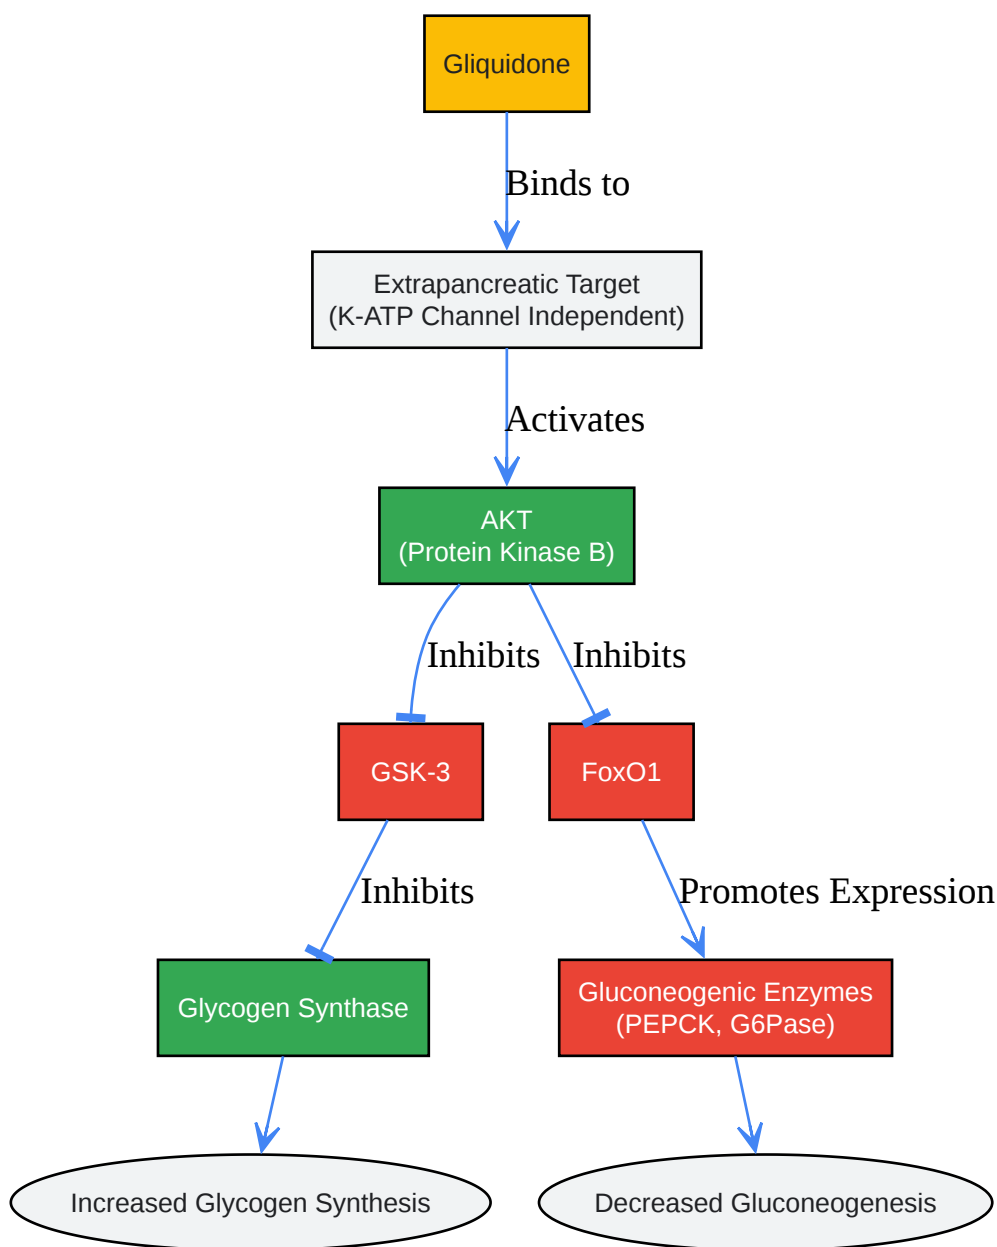 Gliquidone
Binds to
Extrapancreatic Target
(K-ATP Channel Independent)
Activates
AKT
(Protein Kinase B)
Inhibits
Inhibits
GSK-3
FoxO1
Inhibits
Promotes Expression
Glycogen Synthase
Gluconeogenic Enzymes
(PEPCK, G6Pase)
Increased Glycogen Synthesis
Decreased Gluconeogenesis